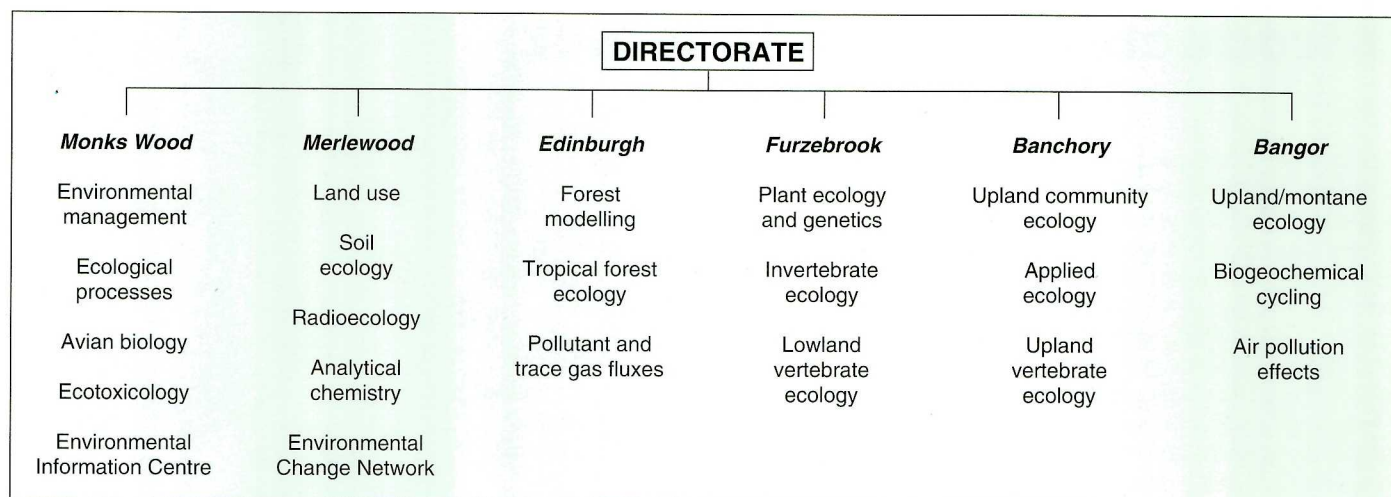 DIRECTORATE
Monks Wood
Environmental
management
Ecological
processes
Avian biology
Ecotoxicology
Environmental
Information Centre
Merlewood
Land use
Soil
ecology
Radioecology
Analytical
chemistry
Environmental
Change Network
Edinburgh
Forest
modelling
Tropical forest
ecology
Pollutant and
trace gas fluxes
Furzebrook
Plant ecology
and genetics
Invertebrate
ecology
Lowland
vertebrate
ecology
Banchory
Upland community
ecology
Applied
ecology
Upland
vertebrate
ecology
Bangor
Upland/montane
ecology
Biogeochemical
cycling
Air pollution
effects